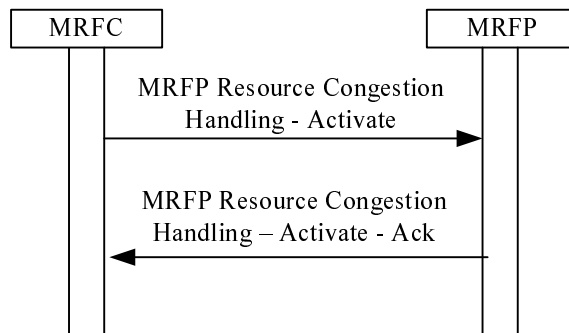 MRFC
MRFP
MRFP Resource Congestion
Handling - Activate
MRFP Resource Congestion
Handling – Activate - Ack